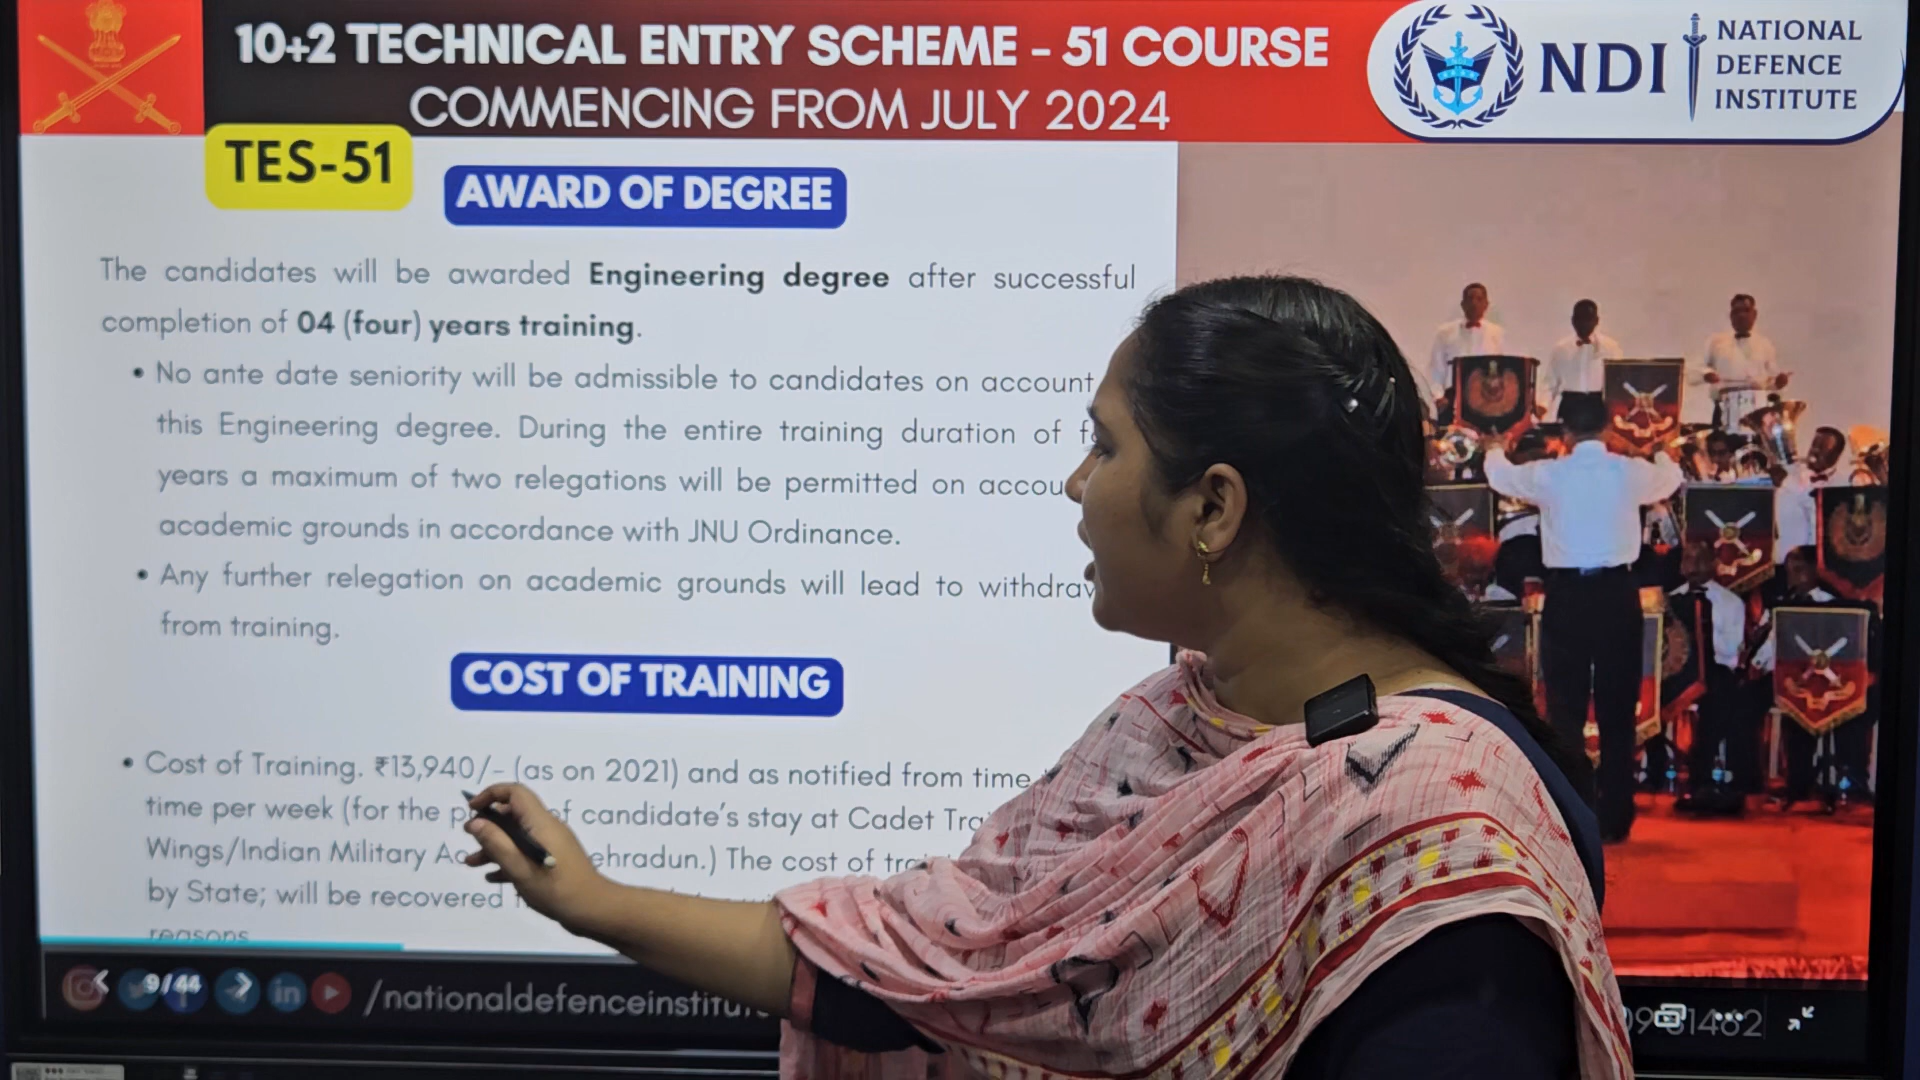 10+2 TECHNICAL ENTRY SCHEME - 51 COURSE
COMMENCING FROM JULY 2024
NDI
NATIONAL
DEFENCE
INSTITUTE
TES-51
AWARD OF DEGREE
The candidates will be awarded Engineering degree after successful
completion of 04 (four) years training.
• No ante date seniority will be admissible to candidates on account
this Engineering degree. During the entire training duration of
years a maximum of two relegations will be permitted on
academic grounds in accordance with JNU Ordinance.
• Any further relegation on academic grounds will lead to
from training.
COST OF TRAINING
• Cost of Training. ₹13,940/- (as on 2021) and as notified from time
time per week (for the of candidate's stay at Cadet
Wings/Indian Military The cost of
by State; will be recovered
reasons
9/44
in
/nationaldefenceinstitu